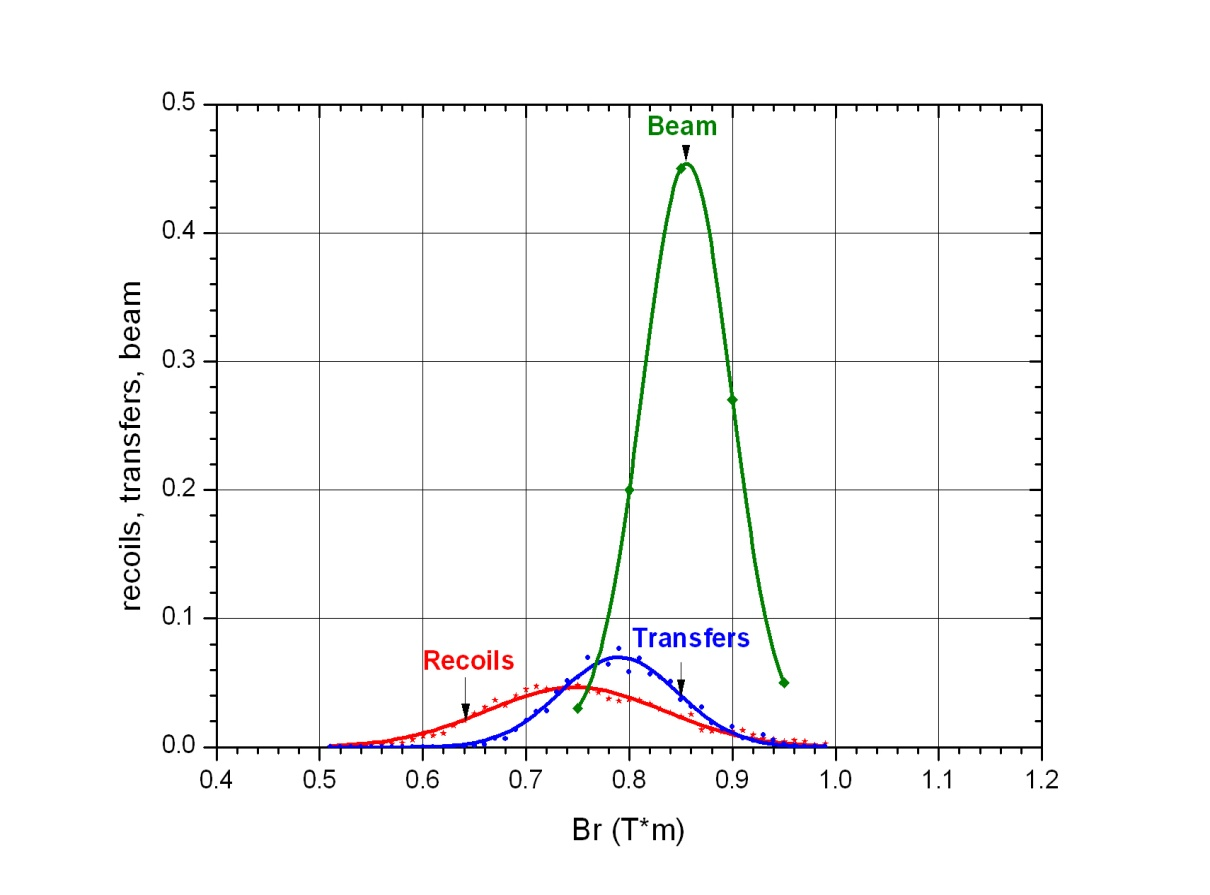 0.5
Beam
0.4
0.3
recoils, transfers, beam
0.2
0.1
Transfers
Recoils
0.0
0.4 0.5 0.6 0.7 0.8 0.9 1.0 1.1 1.2
Br (T*m)